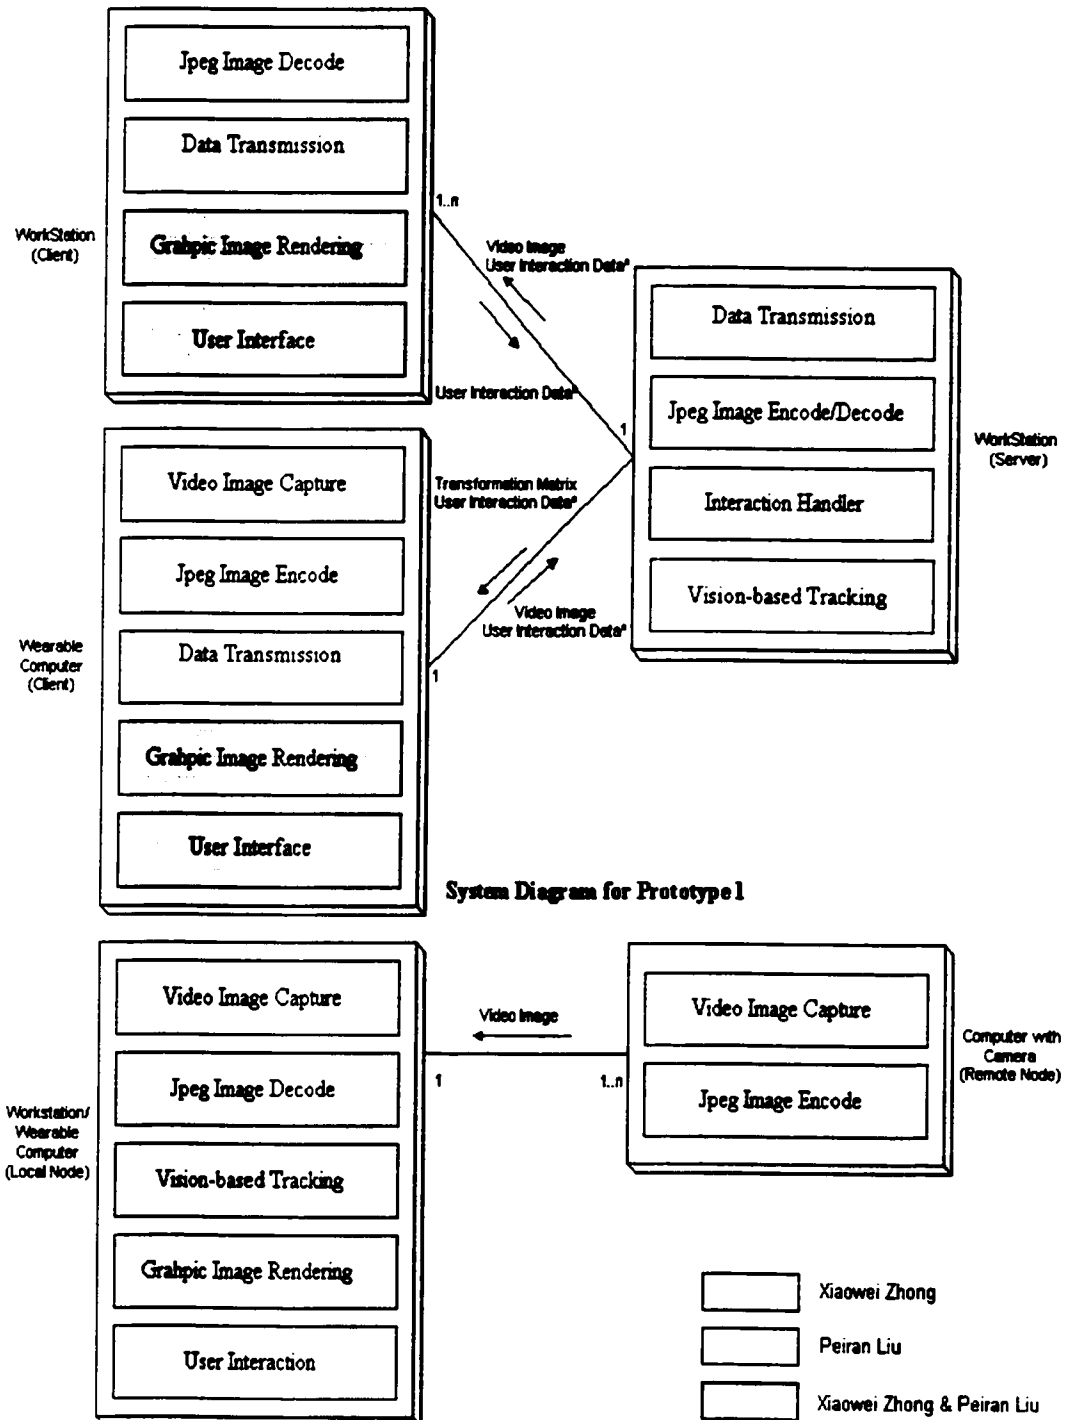 Jpeg Image Decode
Data Transmission
Grahpic Image Rendering
User Interface
WorkStation
(Client)
1..n
Video Image
User Interaction Data*
User Interaction Data*
1
Data Transmission
Jpeg Image Encode/Decode
Interaction Handler
Vision-based Tracking
WorkStation
(Server)
Video Image Capture
Jpeg Image Encode
Data Transmission
Grahpic Image Rendering
User Interface
Wearable
Computer
(Client)
Transformation Matrix
User Interaction Data*
Video Image
User Interaction Data*
1
System Diagram for Prototype 1
Video Image Capture
Jpeg Image Decode
Vision-based Tracking
Grahpic Image Rendering
User Interaction
Workstation/
Wearable
Computer
(Local Node)
Video Image
1
1..n
Video Image Capture
Jpeg Image Encode
Computer with
Camera
(Remote Node)
Xiaowei Zhong
Peiran Liu
Xiaowei Zhong & Peiran Liu